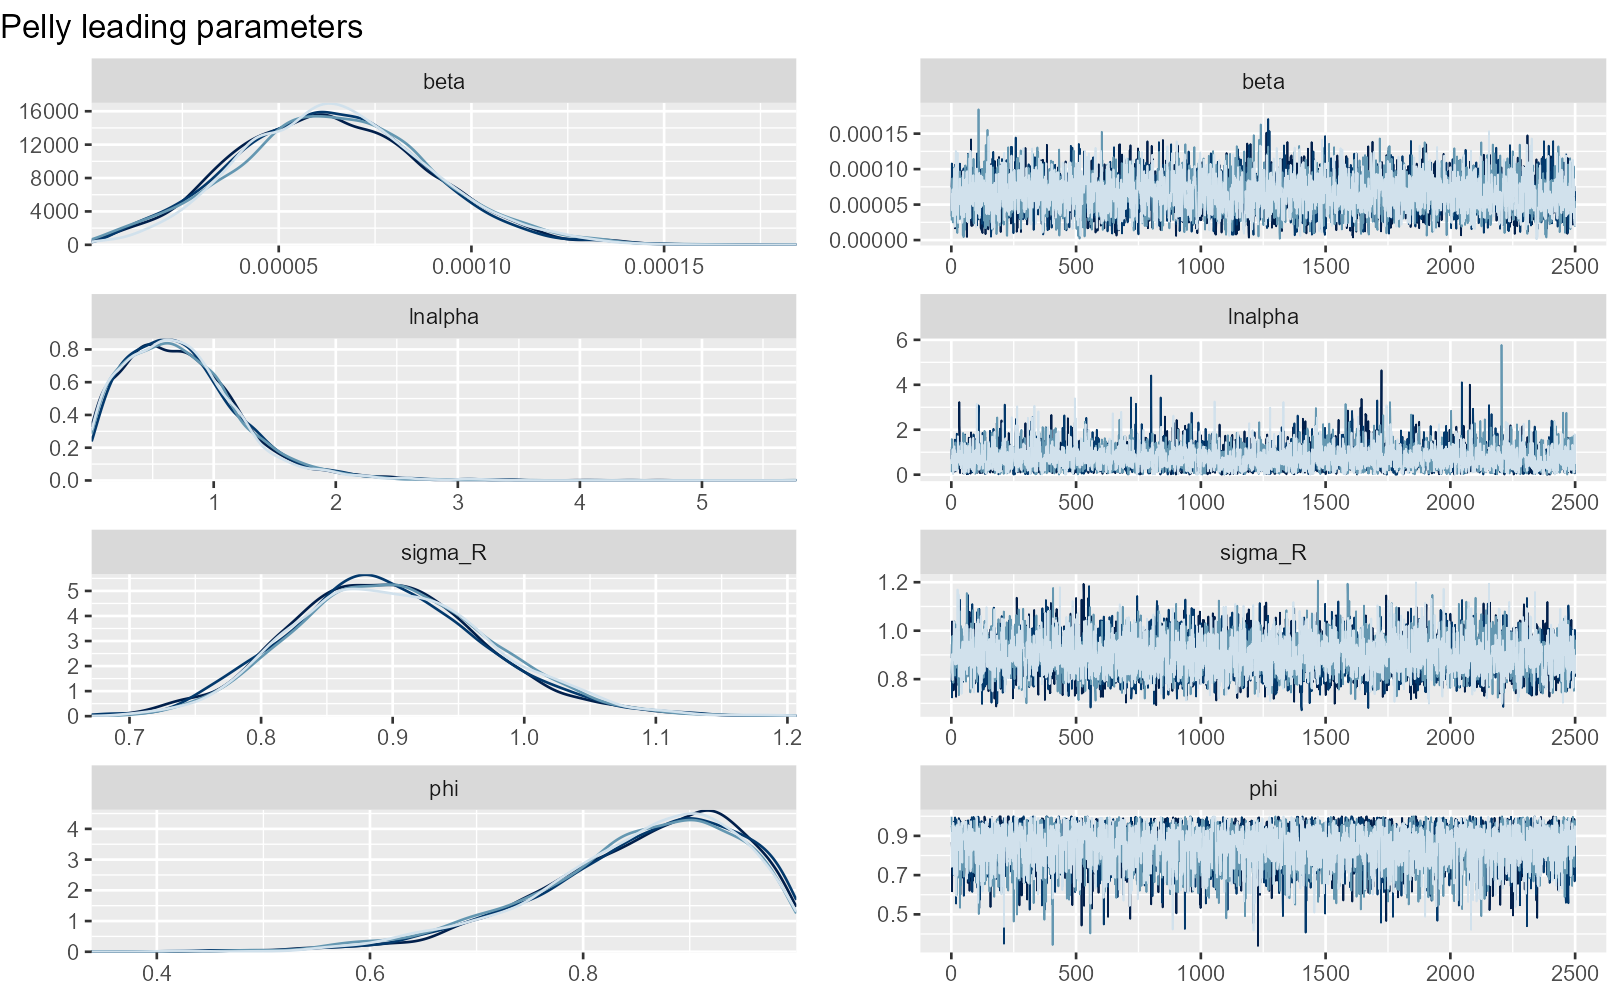 Pelly leading parameters
beta
16000
12000
8000
4000
0
0.00005 0.00010 0.00015
beta
0.00015
0.00010
0.00005
0.00000
0 500 1000 1500 2000 2500
lnalpha
0.8
0.6
0.4
0.2
0.0
1 2 3 4 5
lnalpha
6
4
2
0
0 500 1000 1500 2000 2500
sigma_R
5
4
3
2
1
0
0.7 0.8 0.9 1.0 1.1 1.2
sigma_R
1.2
1.0
0.8
0 500 1000 1500 2000 2500
phi
4
3
2
1
0
0.4 0.6 0.8
phi
0.9
0.7
0.5
0 500 1000 1500 2000 2500